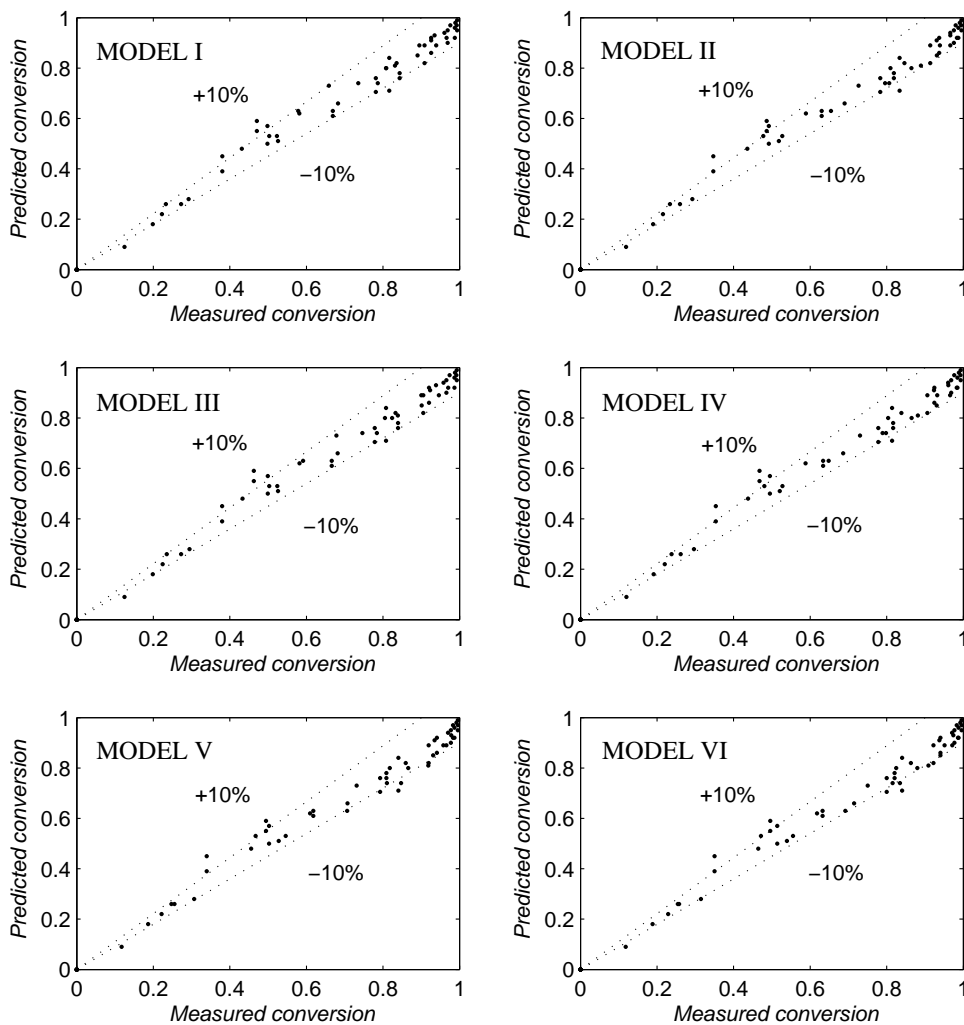 1
0.8
0.6
0.4
0.2
0
Predicted conversion
MODEL I
+10%
−10%
0 0.2 0.4 0.6 0.8 1
Measured conversion
1
0.8
0.6
0.4
0.2
0
Predicted conversion
MODEL II
+10%
−10%
0 0.2 0.4 0.6 0.8 1
Measured conversion
1
0.8
0.6
0.4
0.2
0
Predicted conversion
MODEL III
+10%
−10%
0 0.2 0.4 0.6 0.8 1
Measured conversion
1
0.8
0.6
0.4
0.2
0
Predicted conversion
MODEL IV
+10%
−10%
0 0.2 0.4 0.6 0.8 1
Measured conversion
1
0.8
0.6
0.4
0.2
0
Predicted conversion
MODEL V
+10%
−10%
0 0.2 0.4 0.6 0.8 1
Measured conversion
1
0.8
0.6
0.4
0.2
0
Predicted conversion
MODEL VI
+10%
−10%
0 0.2 0.4 0.6 0.8 1
Measured conversion